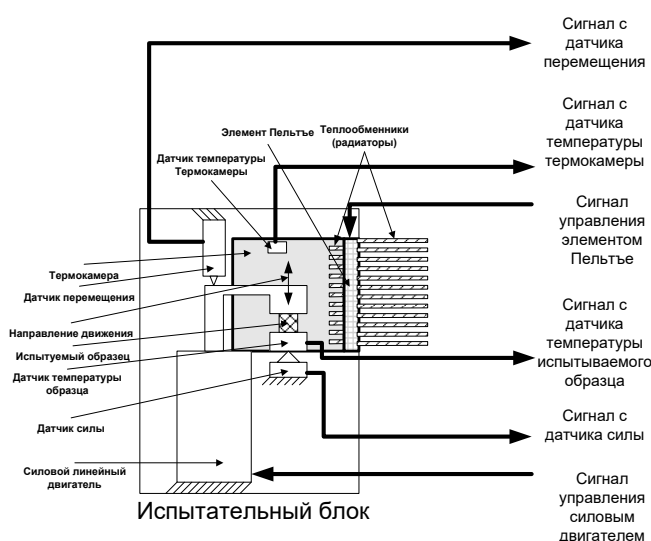 Сигнал с
датчика
перемещения
Сигнал с
датчика
температуры
термокамеры
Элемент Пельтъе
Теплообменники
(радиаторы)
Датчик температуры
Термокамеры
Сигнал
управления
элементом
Пельтъе
Термокамера
Датчик перемещения
Направление движения
Испытуемый образец
Датчик температуры
образца
Датчик силы
Силовой линейный
двигатель
Сигнал с
датчика
температуры
испытываемого
образца
Сигнал с
датчика силы
Сигнал
управления
силовым
двигателем
Испытательный блок